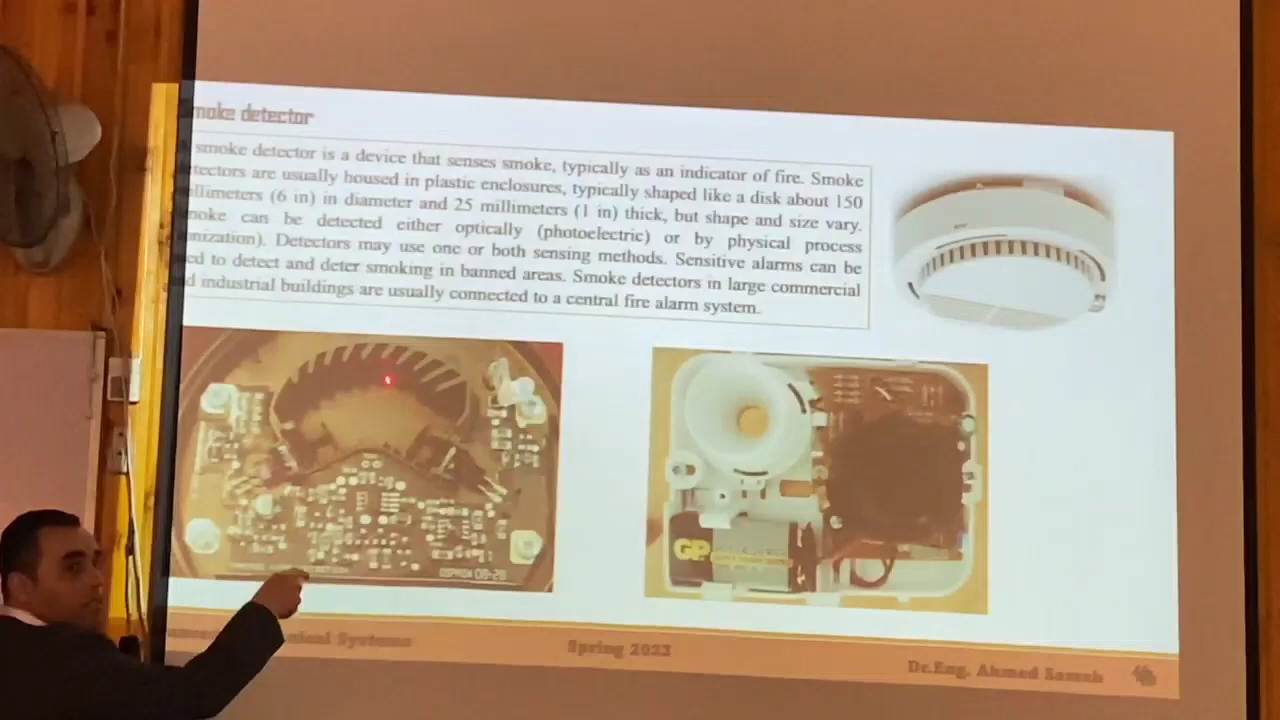 moke detector
smoke detector is a device that senses smoke, typically as an indicator of fire. Smoke
tectors are usually housed in plastic enclosures, typically shaped like a disk about 150
llimeters (6 in) in diameter and 25 millimeters (1 in) thick, but shape and size vary.
moke can be detected either optically (photoelectric) or by physical process
nization). Detectors may use one or both sensing methods. Sensitive alarms can be
ed to detect and deter smoking in banned areas. Smoke detectors in large commercial
d industrial buildings are usually connected to a central fire alarm system.
GP
Systems
Spring 2023
Dr.Eng. Ahmed Sameh